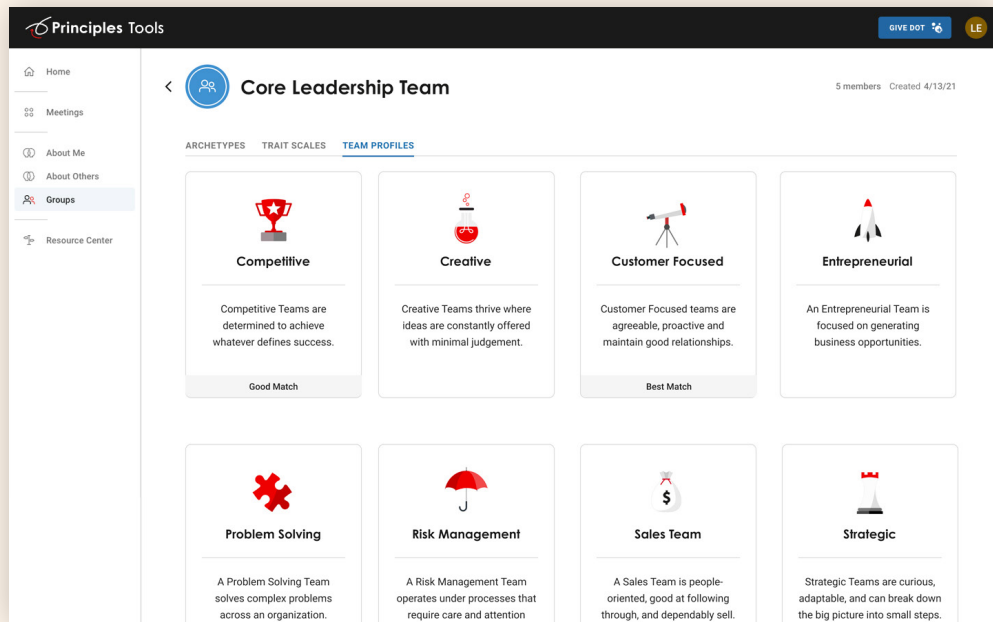 Principles Tools
GIVE DOT
LE
Home
Meetings
About Me
About Others
Groups
Resource Center
Core Leadership Team
5 members Created 4/13/21
ARCHETYPES TRAIT SCALES TEAM PROFILES
Competitive
Competitive Teams are
determined to achieve
whatever defines success.
Good Match
Creative
Creative Teams thrive where
ideas are constantly offered
with minimal judgement.
Customer Focused
Customer Focused teams are
agreeable, proactive and
maintain good relationships.
Best Match
Entrepreneurial
An Entrepreneurial Team is
focused on generating
business opportunities.
Problem Solving
A Problem Solving Team
solves complex problems
across an organization.
Risk Management
A Risk Management Team
operates under processes that
require care and attention
$
Sales Team
A Sales Team is people-
oriented, good at following
through, and dependably sell.
Strategic
Strategic Teams are curious,
adaptable, and can break down
the big picture into small steps.